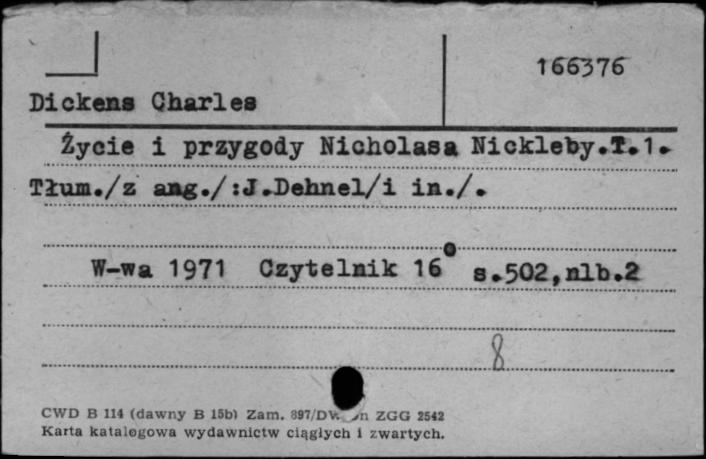 166376
Dickens Charles
Życie i przygody Nicholasa Nickleby.T.1.
Tłum./z ang./:J.Dehnel/i in./.
W-wa 1971 Czytelnik 16° s.502,nlb.2
8
CWD B 114 (dawny B 15b) Zam. 897/DW. ZGG 2542
Karta katalogowa wydawnictw ciągłych i zwartych.